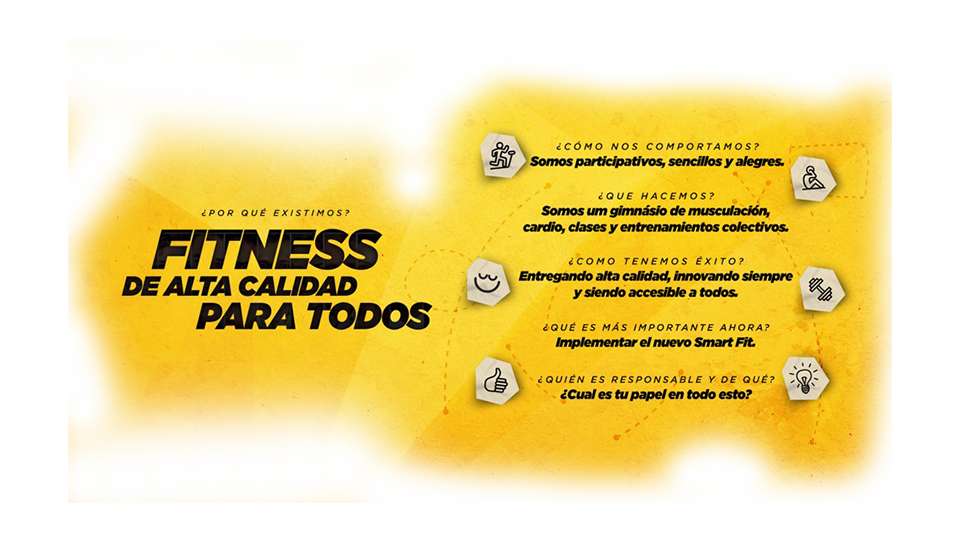 ¿POR QUÉ EXISTIMOS?
FITNESS
DE ALTA CALIDAD
PARA TODOS
¿CÓMO NOS COMPORTAMOS?
Somos participativos, sencillos y alegres.
¿QUE HACEMOS?
Somos um gimnásio de musculación,
cardio, clases y entrenamientos colectivos.
¿COMO TENEMOS ÉXITO?
Entregando alta calidad, innovando siempre
y siendo accesible a todos.
¿QUÉ ES MÁS IMPORTANTE AHORA?
Implementar el nuevo Smart Fit.
¿QUIÉN ES RESPONSABLE Y DE QUÉ?
¿Cual es tu papel en todo esto?